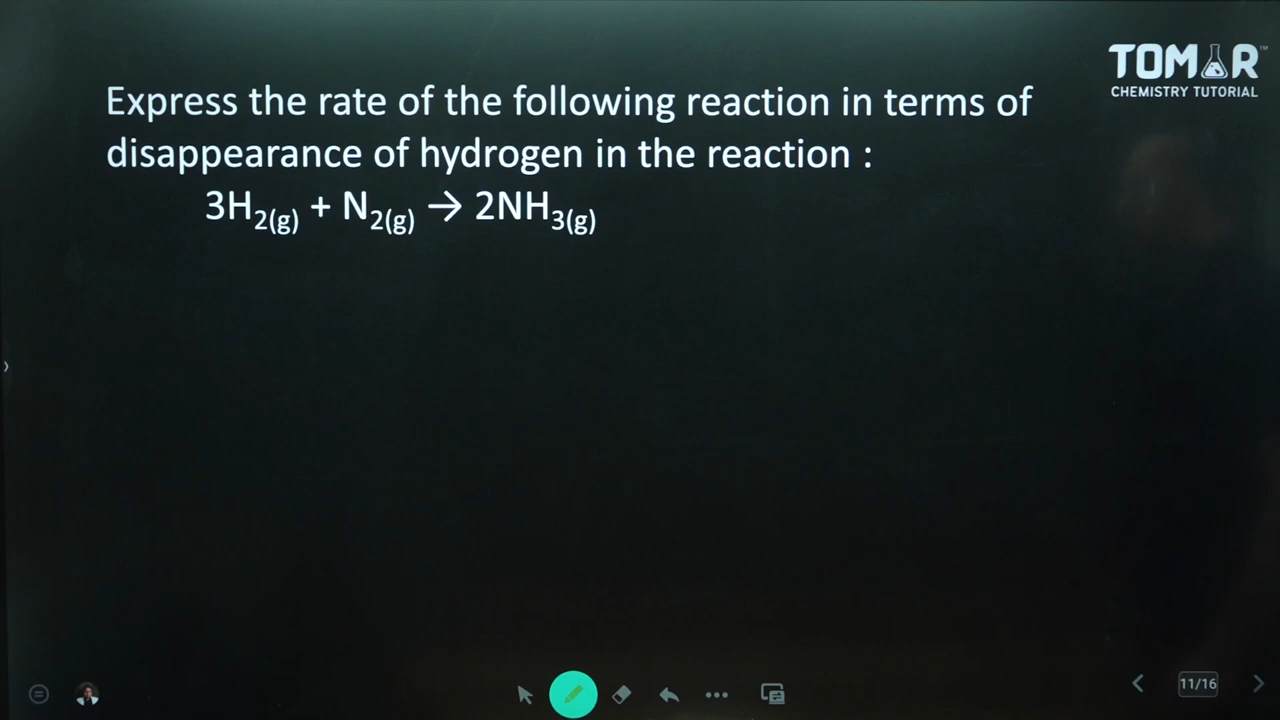 TOMAR™
CHEMISTRY TUTORIAL
Express the rate of the following reaction in terms of
disappearance of hydrogen in the reaction :
3H₂(g) + N₂(g) → 2NH₃(g)
11/16